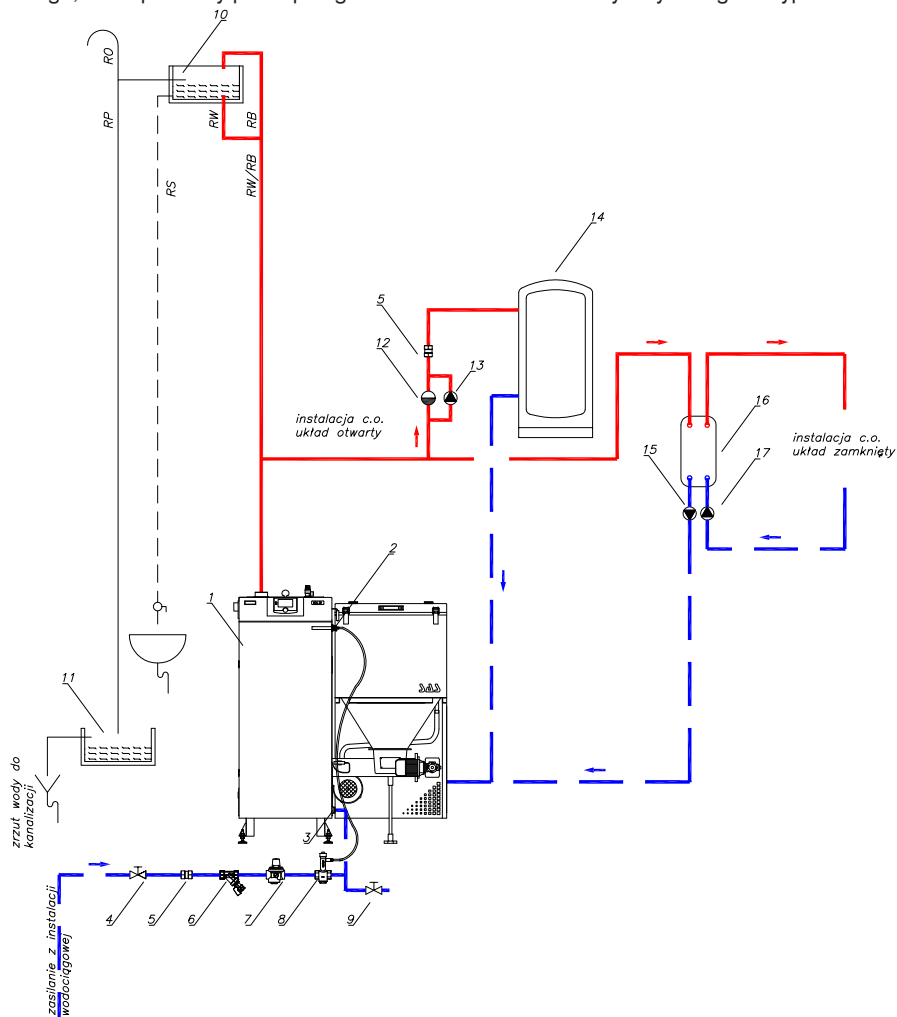 10
RO
RP
RW
RB
RS
RW/RB
14
5
12
13
instalacja c.o.
układ otwarty
16
instalacja c.o.
układ zamknięty
15
17
2
1
SAS
11
zrzut wody do
kanalizacji
3
4
5
6
7
8
9
zasilanie z instalacji
wodociągowej